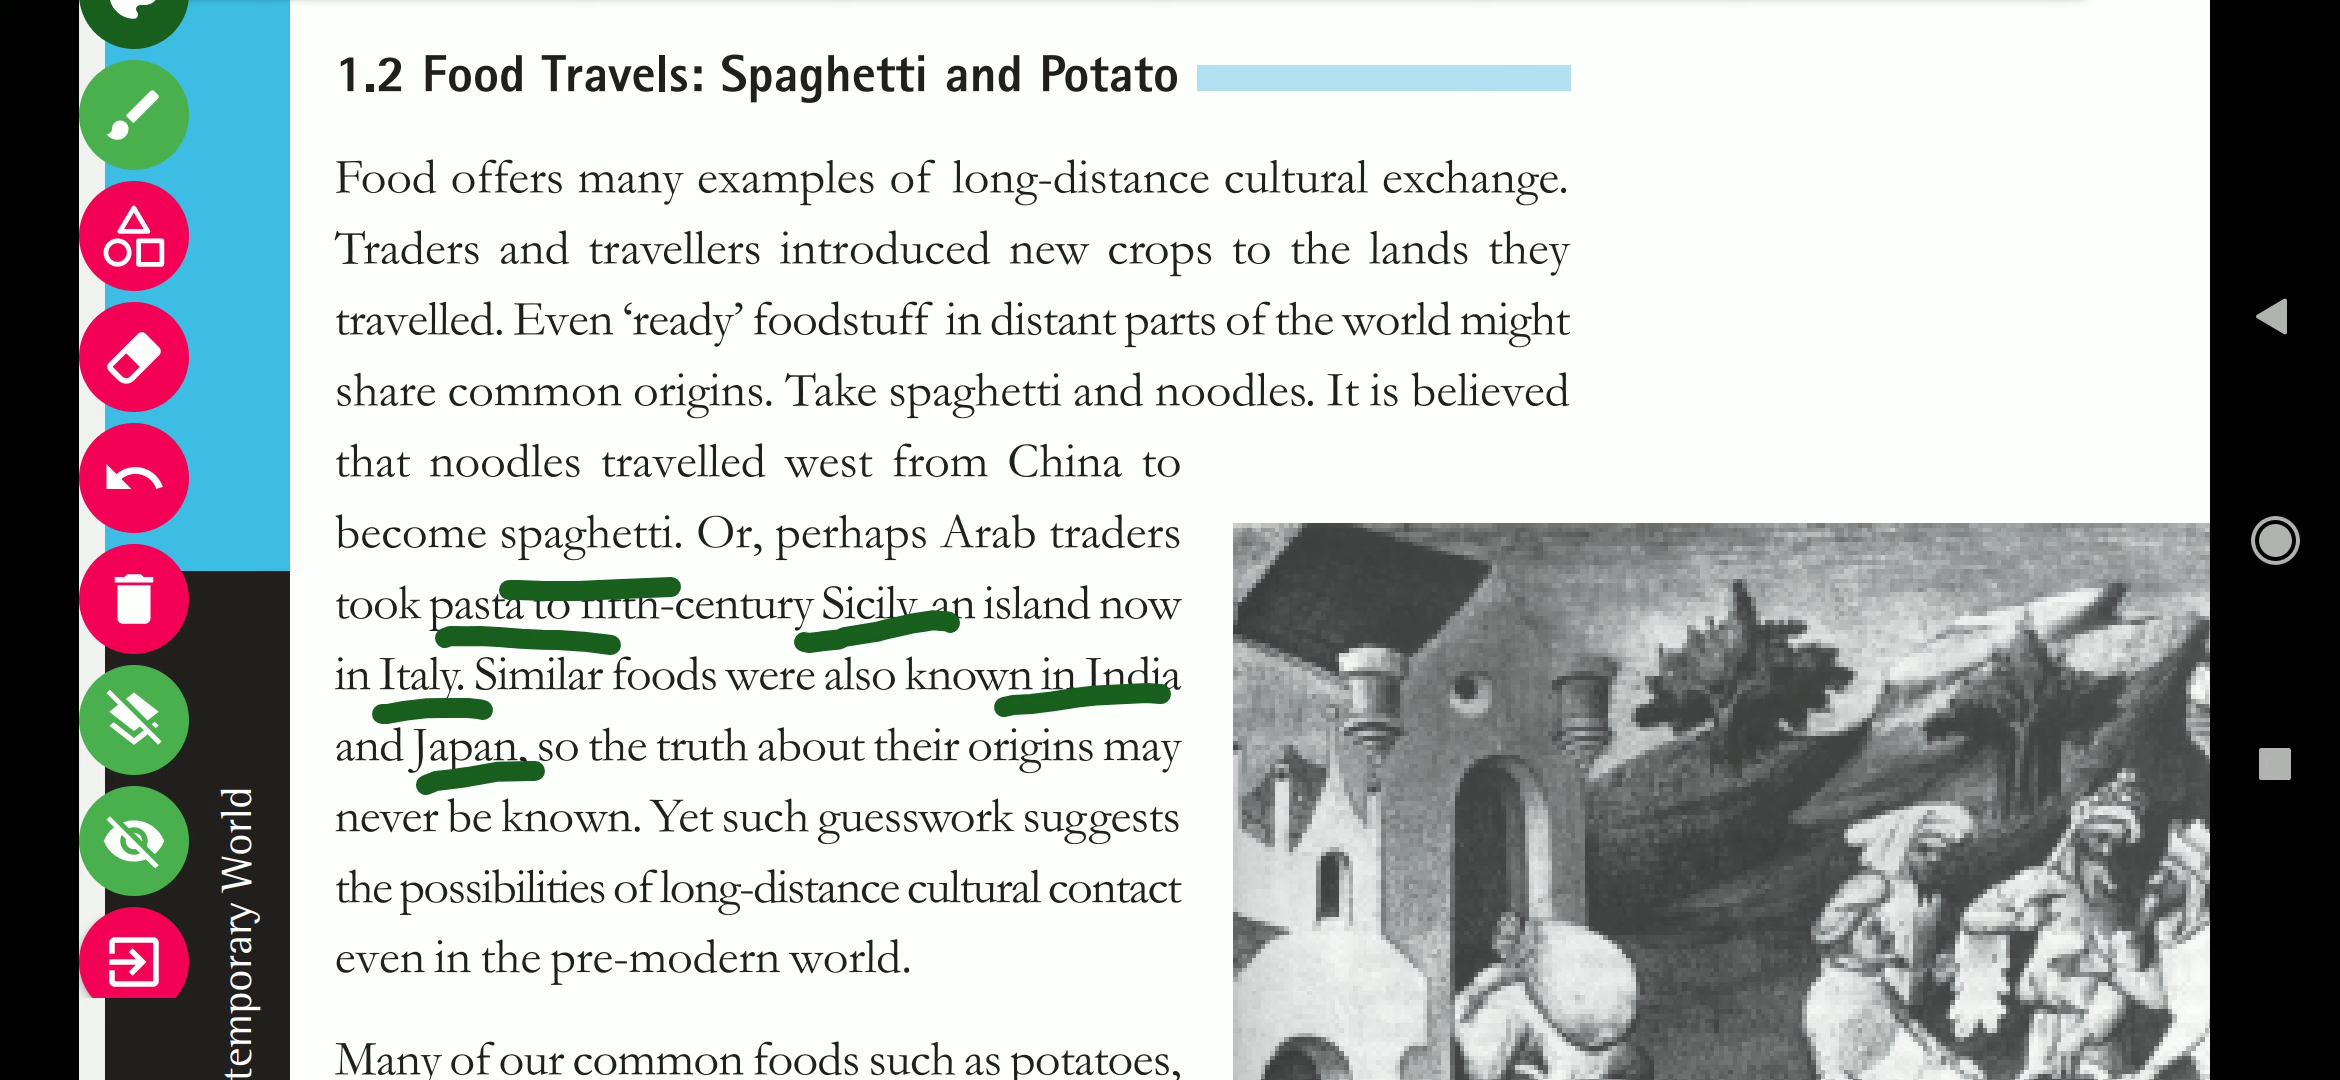 1.2 Food Travels: Spaghetti and Potato
Food offers many examples of long-distance cultural exchange.
Traders and travellers introduced new crops to the lands they
travelled. Even ‘ready’ foodstuff in distant parts of the world might
share common origins. Take spaghetti and noodles. It is believed
that noodles travelled west from China to
become spaghetti. Or, perhaps Arab traders
took pasta to fifth-century Sicily, an island now
in Italy. Similar foods were also known in India
and Japan, so the truth about their origins may
never be known. Yet such guesswork suggests
the possibilities of long-distance cultural contact
even in the pre-modern world.
Many of our common foods such as potatoes,
temporary World